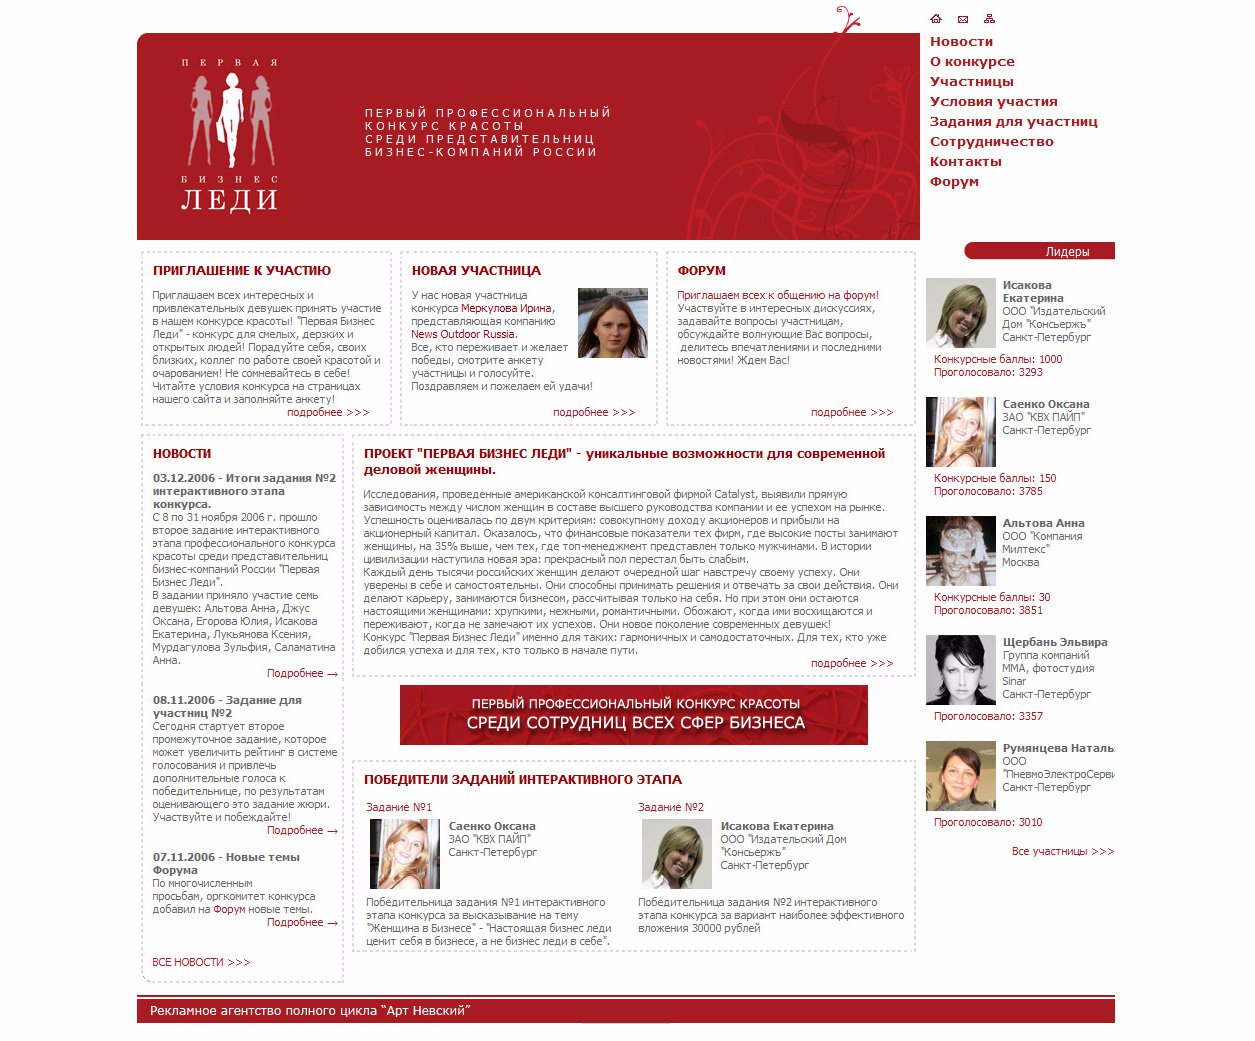 ПЕРВАЯ
БИЗНЕС
ЛЕДИ
ПЕРВЫЙ ПРОФЕССИОНАЛЬНЫЙ
КОНКУРС КРАСОТЫ
СРЕДИ ПРЕДСТАВИТЕЛЬНИЦ
БИЗНЕС-КОМПАНИЙ РОССИИ
Новости
О конкурсе
Участницы
Условия участия
Задания для участниц
Сотрудничество
Контакты
Форум
ПРИГЛАШЕНИЕ К УЧАСТИЮ
Приглашаем всех интересных и
привлекательных девушек принять участие
в нашем конкурсе красоты! "Первая Бизнес
Леди" - конкурс для смелых, дерзких и
открытых людей! Порадуйте себя, своих
близких, коллег по работе своей красотой и
очарованием! Не сомневайтесь в себе!
Читайте условия конкурса на страницах
нашего сайта и заполняйте анкету!
подробнее >>>
НОВАЯ УЧАСТНИЦА
У нас новая участница
конкурса Меркулова Ирина,
представляющая компанию
News Outdoor Russia.
Все, кто переживает и желает
победы, смотрите анкету
участницы и голосуйте.
Поздравляем и пожелаем ей удачи!
подробнее >>>
ФОРУМ
Приглашаем всех к общению на форум!
Участвуйте в интересных дискуссиях,
задавайте вопросы участницам,
обсуждайте волнующие Вас вопросы,
делитесь впечатлениями и последними
новостями! Ждем Вас!
подробнее >>>
НОВОСТИ
03.12.2006 - Итоги задания №2
интерактивного этапа
конкурса.
С 8 по 31 ноября 2006 г. прошло
второе задание интерактивного
этапа профессионального конкурса
красоты среди представительниц
бизнес-компаний России "Первая
Бизнес Леди".
В задании приняло участие семь
девушек: Альтова Анна, Джус
Оксана, Егорова Юлия, Исакова
Екатерина, Лукьянова Ксения,
Мурдагулова Зульфия, Саламатина
Анна.
Подробнее →
08.11.2006 - Задание для
участниц №2
Сегодня стартует второе
промежуточное задание, которое
может увеличить рейтинг в системе
голосования и привлечь
дополнительные голоса к
победительнице, по результатам
оценивающего это задание жюри.
Участвуйте и побеждайте!
Подробнее →
07.11.2006 - Новые темы
Форума
По многочисленным
просьбам, оргкомитет конкурса
добавил на Форум новые темы.
Подробнее →
ВСЕ НОВОСТИ >>>
ПРОЕКТ "ПЕРВАЯ БИЗНЕС ЛЕДИ" - уникальные возможности для современной
деловой женщины.
Исследования, проведенные американской консалтинговой фирмой Catalyst, выявили прямую
зависимость между числом женщин в составе высшего руководства компании и ее успехом на рынке.
Успешность оценивалась по двум критериям: совокупному доходу акционеров и прибыли на
акционерный капитал. Оказалось, что финансовые показатели тех фирм, где высокие посты занимают
женщины, на 35% выше, чем тех, где топ-менеджмент представлен только мужчинами. В истории
цивилизации наступила новая эра: прекрасный пол перестал быть слабым.
Каждый день тысячи российских женщин делают очередной шаг навстречу своему успеху. Они
уверены в себе и самостоятельны. Они способны принимать решения и отвечать за свои действия. Они
делают карьеру, занимаются бизнесом, рассчитывая только на себя. Но при этом они остаются
настоящими женщинами: хрупкими, нежными, романтичными. Обожают, когда ими восхищаются и
переживают, когда не замечают их успехов. Они новое поколение современных девушек!
Конкурс "Первая Бизнес Леди" именно для таких: гармоничных и самодостаточных. Для тех, кто уже
добился успеха и для тех, кто только в начале пути.
подробнее >>>
ПЕРВЫЙ ПРОФЕССИОНАЛЬНЫЙ КОНКУРС КРАСОТЫ
СРЕДИ СОТРУДНИЦ ВСЕХ СФЕР БИЗНЕСА
ПОБЕДИТЕЛИ ЗАДАНИЙ ИНТЕРАКТИВНОГО ЭТАПА
Задание №1
Саенко Оксана
ЗАО "КВХ ПАЙП"
Санкт-Петербург
Победительница задания №1 интерактивного
этапа конкурса за высказывание на тему
"Женщина в Бизнесе" - "Настоящая бизнес леди
ценит себя в бизнесе, а не бизнес леди в себе".
Задание №2
Исакова Екатерина
ООО "Издательский Дом
"Консьержъ"
Санкт-Петербург
Победительница задания №2 интерактивного
этапа конкурса за вариант наиболее эффективного
вложения 30000 рублей
Лидеры
Исакова
Екатерина
ООО "Издательский
Дом "Консьержъ"
Санкт-Петербург
Конкурсные баллы: 1000
Проголосовало: 3293
Саенко Оксана
ЗАО "КВХ ПАЙП"
Санкт-Петербург
Конкурсные баллы: 150
Проголосовало: 3785
Альтова Анна
ООО "Компания
Милтекс"
Москва
Конкурсные баллы: 30
Проголосовало: 3851
Щербань Эльвира
Группа компаний
ММА, фотостудия
Sinar
Санкт-Петербург
Проголосовало: 3357
Румянцева Наталь
ООО
"ПневмоЭлектроСерви
Санкт-Петербург
Проголосовало: 3010
Все участницы >>>
Рекламное агентство полного цикла “Арт Невский”